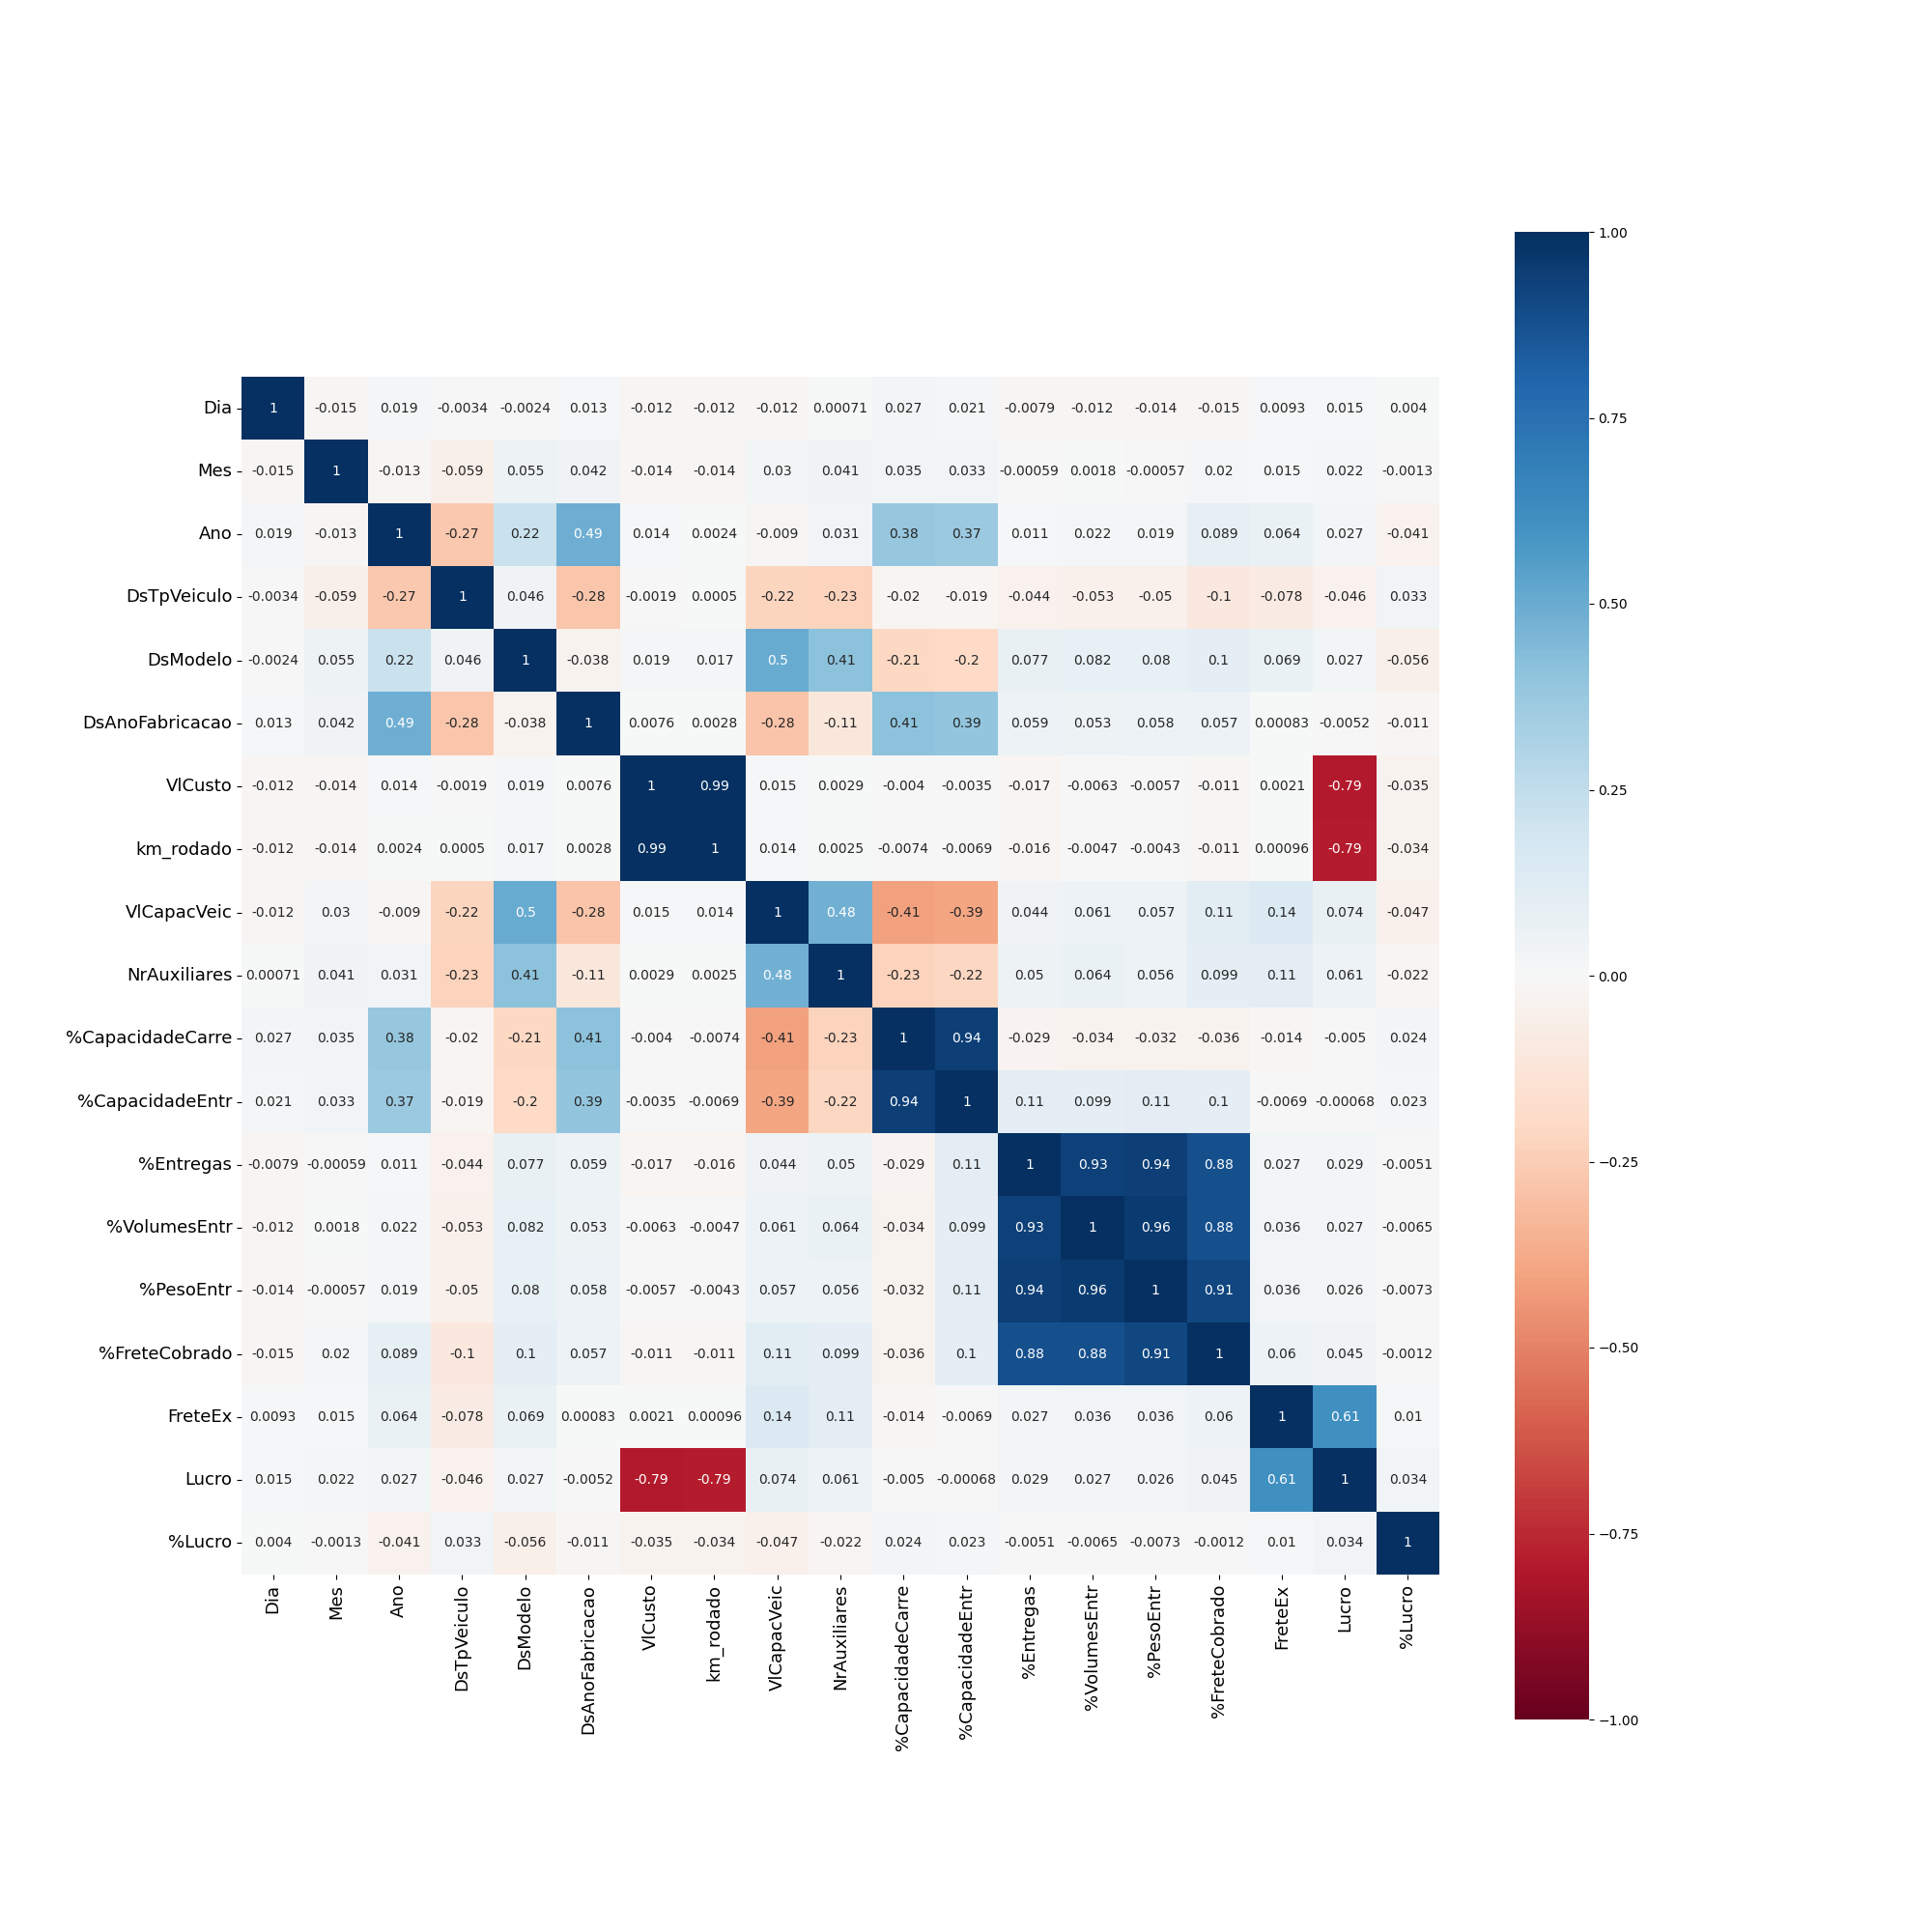 Dia 1 -0.015 0.019 -0.0034 -0.0024 0.013 -0.012 -0.012 -0.012 0.00071 0.027 0.021 -0.0079 -0.012 -0.014 -0.015 0.0093 0.015 0.004
Mes -0.015 1 -0.013 -0.059 0.055 0.042 -0.014 -0.014 0.03 0.041 0.035 0.033 -0.00059 0.0018 -0.00057 0.02 0.015 0.022 -0.0013
Ano 0.019 -0.013 1 -0.27 0.22 0.49 0.014 0.0024 -0.009 0.031 0.38 0.37 0.011 0.022 0.019 0.089 0.064 0.027 -0.041
DsTpVeiculo -0.0034 -0.059 -0.27 1 0.046 -0.28 -0.0019 0.0005 -0.22 -0.23 -0.02 -0.019 -0.044 -0.053 -0.05 -0.1 -0.078 -0.046 0.033
DsModelo -0.0024 0.055 0.22 0.046 1 -0.038 0.019 0.017 0.5 0.41 -0.21 -0.2 0.077 0.082 0.08 0.1 0.069 0.027 -0.056
DsAnoFabricacao 0.013 0.042 0.49 -0.28 -0.038 1 0.0076 0.0028 -0.28 -0.11 0.41 0.39 0.059 0.053 0.058 0.057 0.00083 -0.0052 -0.011
VlCusto -0.012 -0.014 0.014 -0.0019 0.019 0.0076 1 0.99 0.015 0.0029 -0.004 -0.0035 -0.017 -0.0063 -0.0057 -0.011 0.0021 -0.79 -0.035
km_rodado -0.012 -0.014 0.0024 0.0005 0.017 0.0028 0.99 1 0.014 0.0025 -0.0074 -0.0069 -0.016 -0.0047 -0.0043 -0.011 0.00096 -0.79 -0.034
VlCapacVeic -0.012 0.03 -0.009 -0.22 0.5 -0.28 0.015 0.014 1 0.48 -0.41 -0.39 0.044 0.061 0.057 0.11 0.14 0.074 -0.047
NrAuxiliares 0.00071 0.041 0.031 -0.23 0.41 -0.11 0.0029 0.0025 0.48 1 -0.23 -0.22 0.05 0.064 0.056 0.099 0.11 0.061 -0.022
%CapacidadeCarre 0.027 0.035 0.38 -0.02 -0.21 0.41 -0.004 -0.0074 -0.41 -0.23 1 0.94 -0.029 -0.034 -0.032 -0.036 -0.014 -0.005 0.024
%CapacidadeEntr 0.021 0.033 0.37 -0.019 -0.2 0.39 -0.0035 -0.0069 -0.39 -0.22 0.94 1 0.11 0.099 0.11 0.1 -0.0069 -0.00068 0.023
%Entregas -0.0079 -0.00059 0.011 -0.044 0.077 0.059 -0.017 -0.016 0.044 0.05 -0.029 0.11 1 0.93 0.94 0.88 0.027 0.029 -0.0051
%VolumesEntr -0.012 0.0018 0.022 -0.053 0.082 0.053 -0.0063 -0.0047 0.061 0.064 -0.034 0.099 0.93 1 0.96 0.88 0.036 0.027 -0.0065
%PesoEntr -0.014 -0.00057 0.019 -0.05 0.08 0.058 -0.0057 -0.0043 0.057 0.056 -0.032 0.11 0.94 0.96 1 0.91 0.036 0.026 -0.0073
%FreteCobrado -0.015 0.02 0.089 -0.1 0.1 0.057 -0.011 -0.011 0.11 0.099 -0.036 0.1 0.88 0.88 0.91 1 0.06 0.045 -0.0012
FreteEx 0.0093 0.015 0.064 -0.078 0.069 0.00083 0.0021 0.00096 0.14 0.11 -0.014 -0.0069 0.027 0.036 0.036 0.06 1 0.61 0.01
Lucro 0.015 0.022 0.027 -0.046 0.027 -0.0052 -0.79 -0.79 0.074 0.061 -0.005 -0.00068 0.029 0.027 0.026 0.045 0.61 1 0.034
%Lucro 0.004 -0.0013 -0.041 0.033 -0.056 -0.011 -0.035 -0.034 -0.047 -0.022 0.024 0.023 -0.0051 -0.0065 -0.0073 -0.0012 0.01 0.034 1
Dia
Mes
Ano
DsTpVeiculo
DsModelo
DsAnoFabricacao
VlCusto
km_rodado
VlCapacVeic
NrAuxiliares
%CapacidadeCarre
%CapacidadeEntr
%Entregas
%VolumesEntr
%PesoEntr
%FreteCobrado
FreteEx
Lucro
%Lucro
1.00
0.75
0.50
0.25
0.00
−0.25
−0.50
−0.75
−1.00